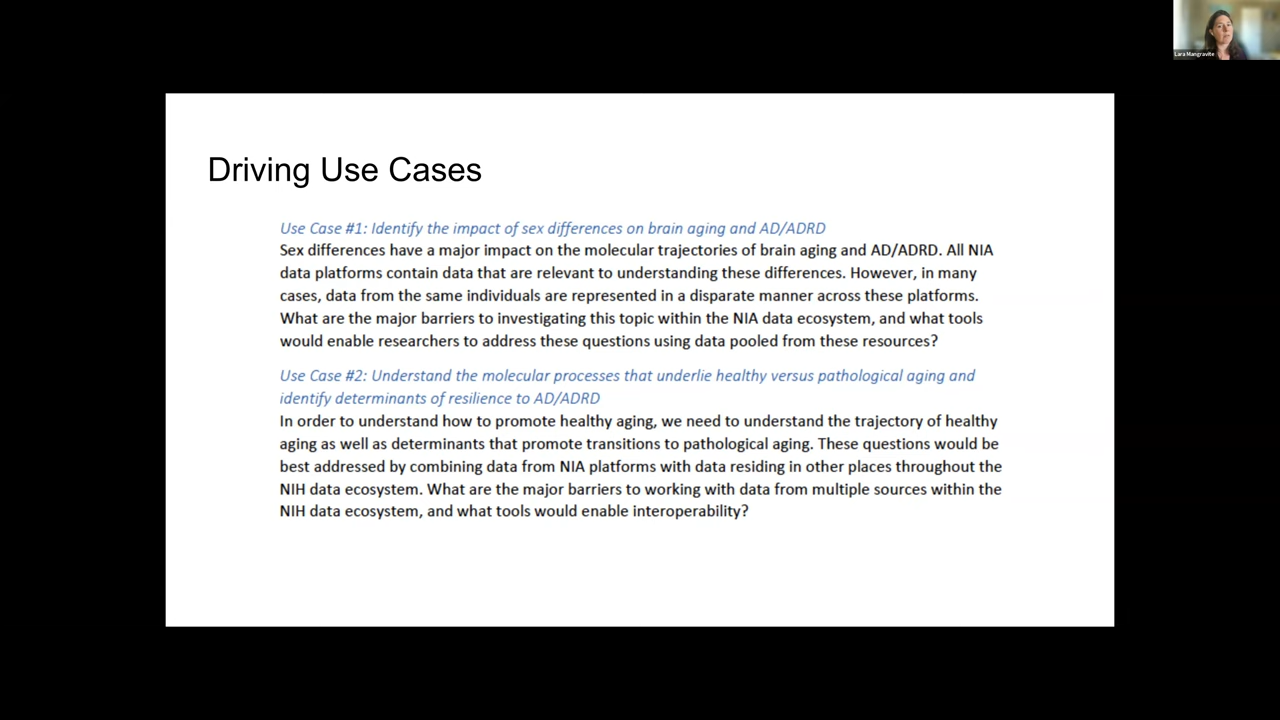 Lara Mangravite
Driving Use Cases
Use Case #1: Identify the impact of sex differences on brain aging and AD/ADRD
Sex differences have a major impact on the molecular trajectories of brain aging and AD/ADRD. All NIA
data platforms contain data that are relevant to understanding these differences. However, in many
cases, data from the same individuals are represented in a disparate manner across these platforms.
What are the major barriers to investigating this topic within the NIA data ecosystem, and what tools
would enable researchers to address these questions using data pooled from these resources?
Use Case #2: Understand the molecular processes that underlie healthy versus pathological aging and
identify determinants of resilience to AD/ADRD
In order to understand how to promote healthy aging, we need to understand the trajectory of healthy
aging as well as determinants that promote transitions to pathological aging. These questions would be
best addressed by combining data from NIA platforms with data residing in other places throughout the
NIH data ecosystem. What are the major barriers to working with data from multiple sources within the
NIH data ecosystem, and what tools would enable interoperability?